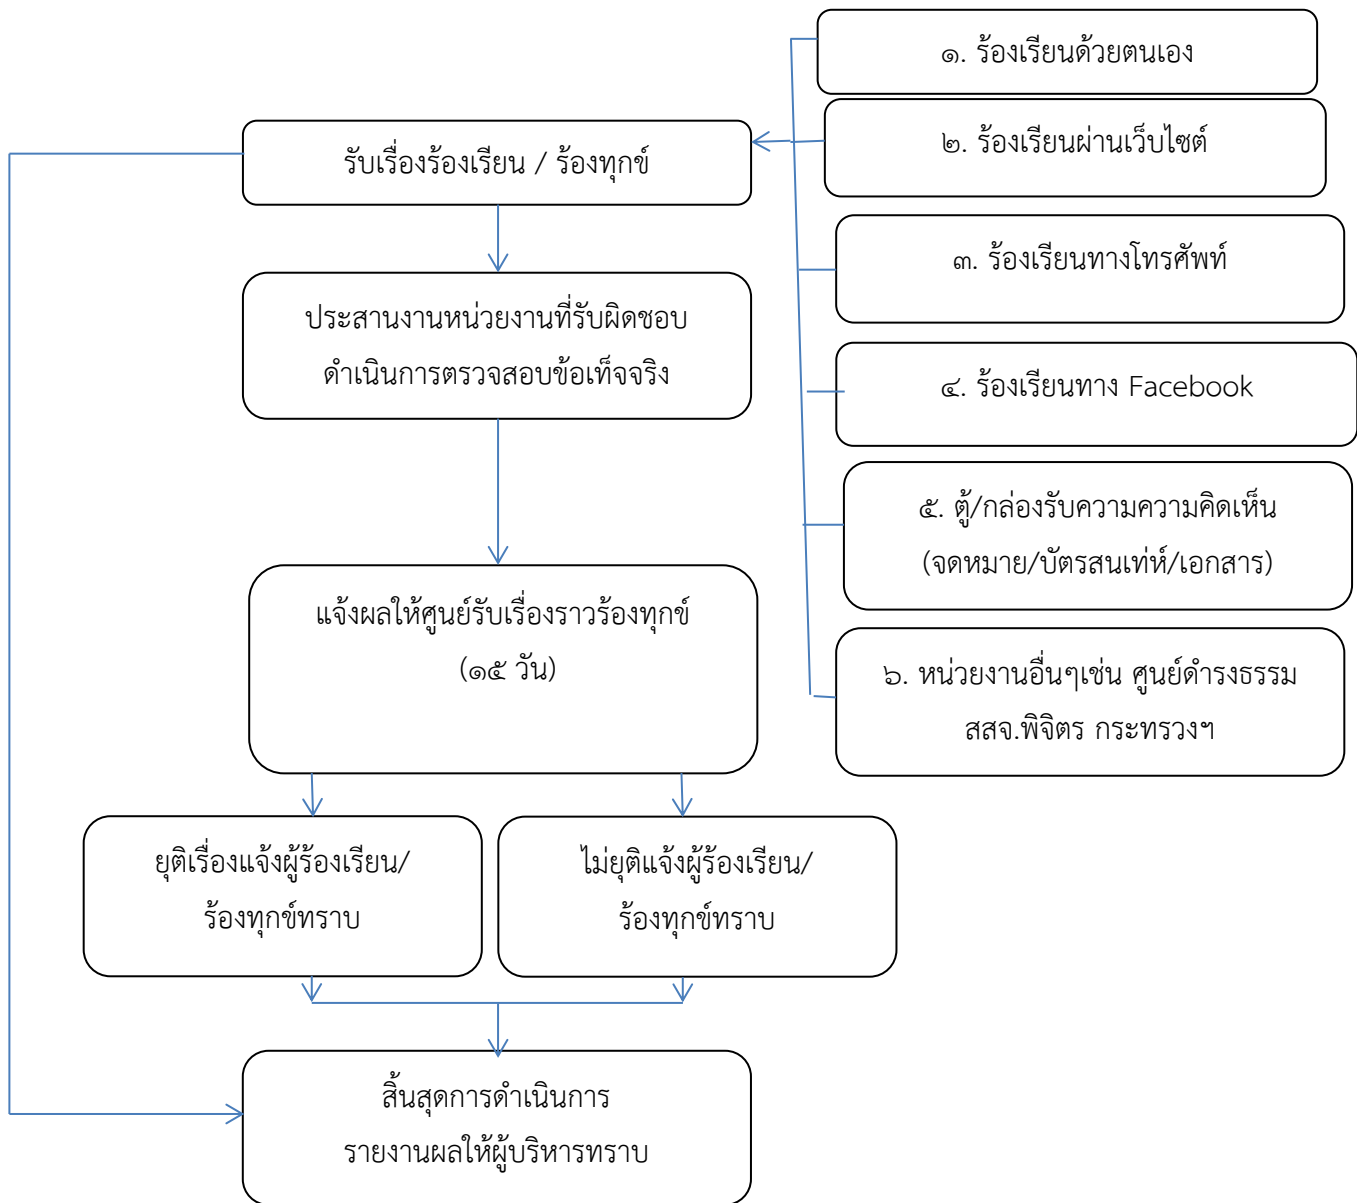 ๑. ร้องเรียนด้วยตนเอง
๒. ร้องเรียนผ่านเว็บไซต์
รับเรื่องร้องเรียน / ร้องทุกข์
๓. ร้องเรียนทางโทรศัพท์
ประสานงานหน่วยงานที่รับผิดชอบ
ดำเนินการตรวจสอบข้อเท็จจริง
๔. ร้องเรียนทาง Facebook
๕. ตู้/กล่องรับความความคิดเห็น
(จดหมาย/บัตรสนเท่ห์/เอกสาร)
แจ้งผลให้ศูนย์รับเรื่องราวร้องทุกข์
(๑๕ วัน)
๖. หน่วยงานอื่นๆเช่น ศูนย์ดำรงธรรม
สสจ.พิจิตร กระทรวงฯ
ยุติเรื่องแจ้งผู้ร้องเรียน/
ร้องทุกข์ทราบ
ไม่ยุติแจ้งผู้ร้องเรียน/
ร้องทุกข์ทราบ
สิ้นสุดการดำเนินการ
รายงานผลให้ผู้บริหารทราบ